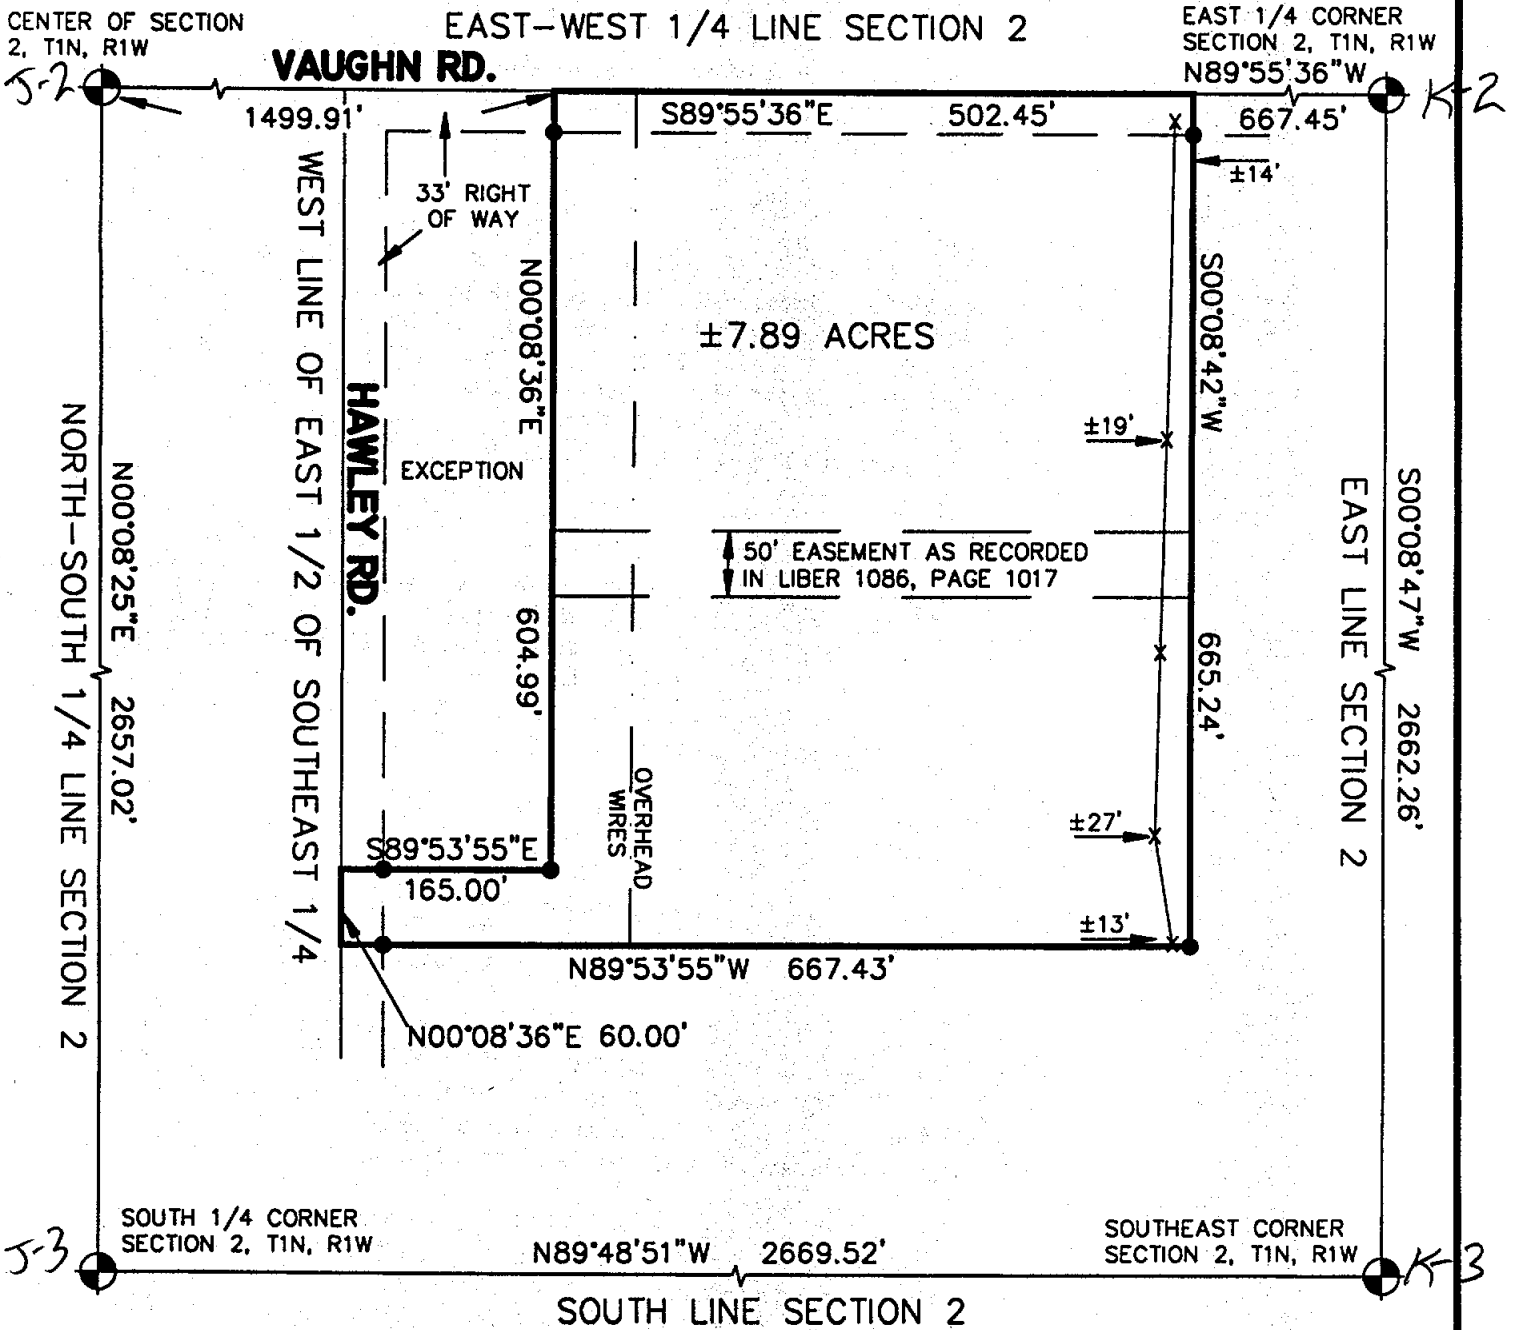 CENTER OF SECTION
2, T1N, R1W
J-2
EAST-WEST 1/4 LINE SECTION 2
VAUGHN RD.
EAST 1/4 CORNER
SECTION 2, T1N, R1W
N89°55'36"W
K-2
1499.91'
S89°55'36"E 502.45'
667.45'
±14'
33' RIGHT
OF WAY
WEST LINE OF EAST 1/2 OF SOUTHEAST 1/4
HAWLEY RD.
EXCEPTION
N00°08'36"E 604.99'
±7.89 ACRES
S00°08'42"W 665.24'
±19'
50' EASEMENT AS RECORDED
IN LIBER 1086, PAGE 1017
N00°08'25"E 2657.02'
NORTH-SOUTH 1/4 LINE SECTION 2
S00°08'47"W 2662.26'
EAST LINE SECTION 2
OVERHEAD
WIRES
±27'
S89°53'55"E
165.00'
±13'
N89°53'55"W 667.43'
N00°08'36"E 60.00'
SOUTH 1/4 CORNER
SECTION 2, T1N, R1W
J-3
N89°48'51"W 2669.52'
SOUTHEAST CORNER
SECTION 2, T1N, R1W
K-3
SOUTH LINE SECTION 2